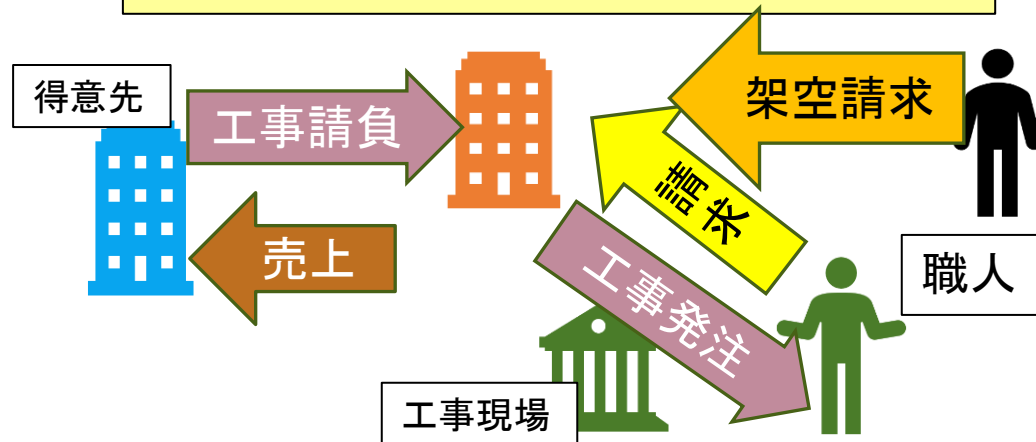 得意先
工事請負
架空請求
請求
売上
工事発注
職人
工事現場